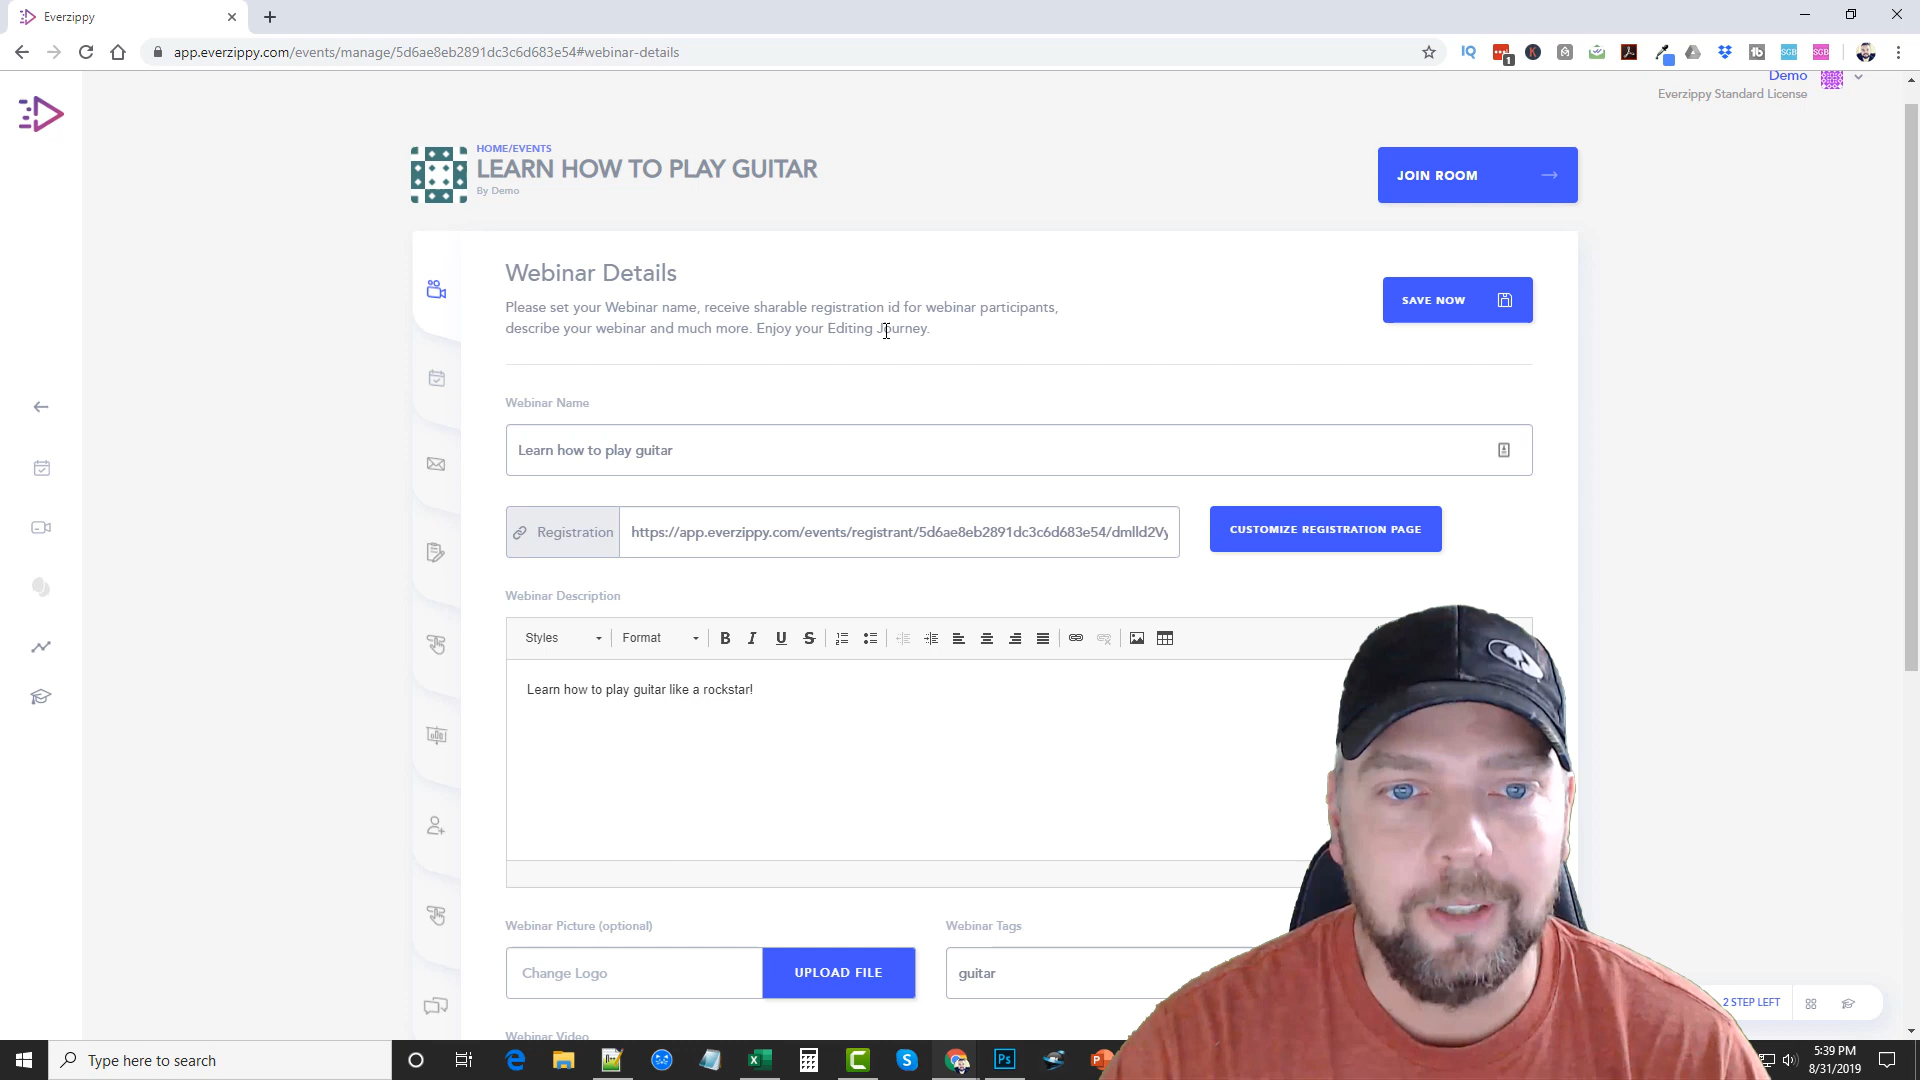 Everzippy
app.everzippy.com/events/manage/5d6ae8eb2891dc3c6d683e54#webinar-details
Demo
Everzippy Standard License
HOME/EVENTS
LEARN HOW TO PLAY GUITAR
By Demo
JOIN ROOM
Webinar Details
Please set your Webinar name, receive sharable registration id for webinar participants,
describe your webinar and much more. Enjoy your Editing Journey.
SAVE NOW
Webinar Name
Learn how to play guitar
Registration
https://app.everzippy.com/events/registrant/5d6ae8eb2891dc3c6d683e54/dmlld2Vy
CUSTOMIZE REGISTRATION PAGE
Webinar Description
Styles
Format
B I U S
Learn how to play guitar like a rockstar!
Webinar Picture (optional)
Webinar Tags
Change Logo
UPLOAD FILE
guitar
2 STEP LEFT
Webinar Video
Type here to search
5:39 PM
8/31/2019